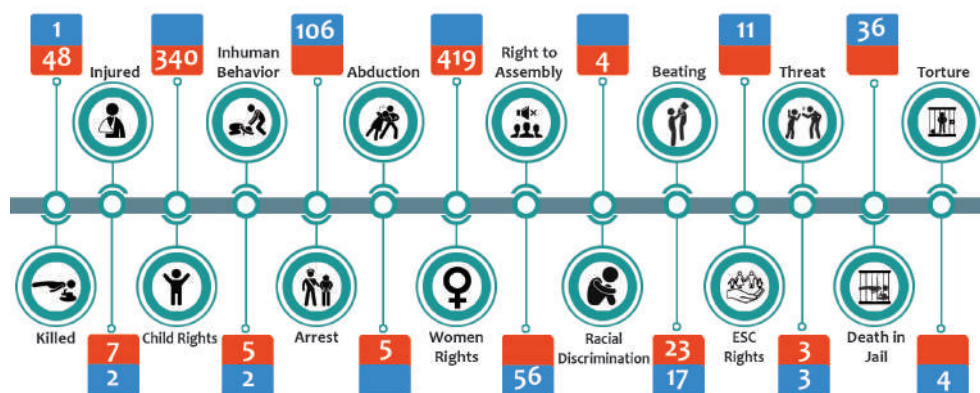 1
48
Injured
340
Inhuman
Behavior
106
Abduction
419
Right to
Assembly
4
Beating
11
Threat
36
Torture
Killed
7
2
Child Rights
5
2
Arrest
5
Women
Rights
56
Racial
Discrimination
23
17
ESC
Rights
3
3
Death in
Jail
4